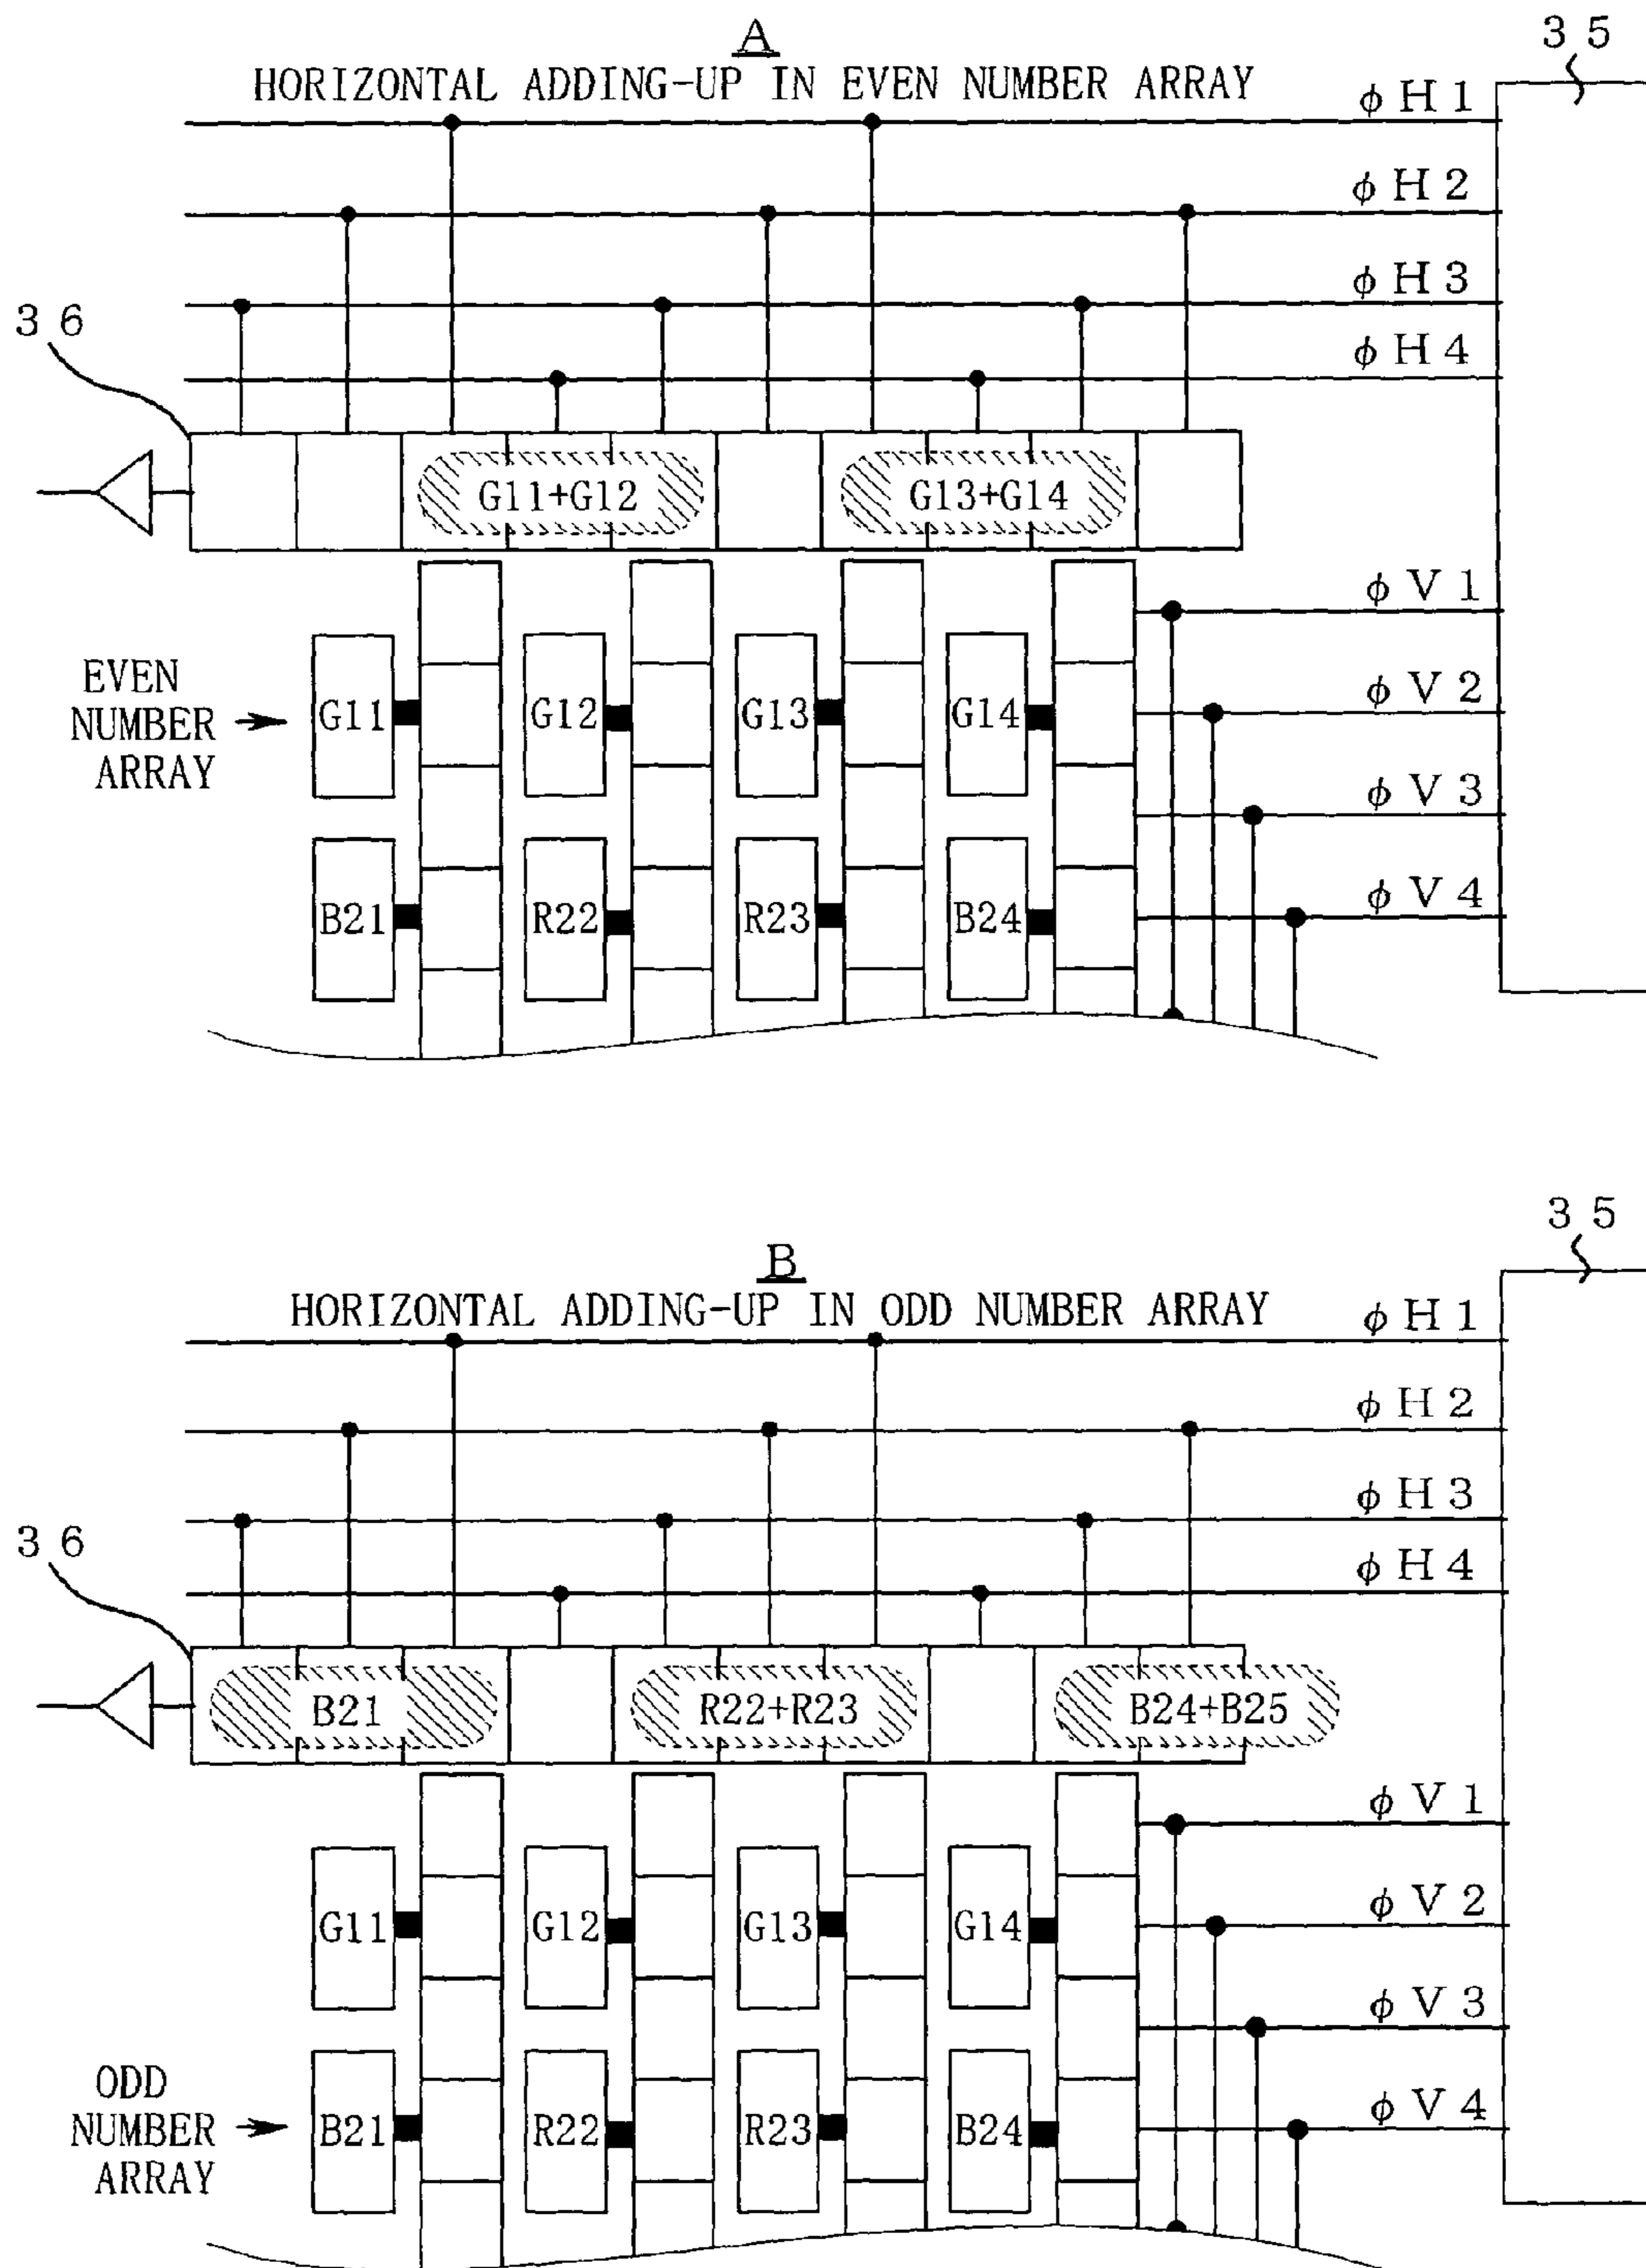 A
35
HORIZONTAL ADDING-UP IN EVEN NUMBER ARRAY
φH1
φH2
φH3
36
φH4
G11+G12
G13+G14
φV1
EVEN
NUMBER
ARRAY
G11
G12
G13
G14
φV2
φV3
B21
R22
R23
B24
φV4
35
B
HORIZONTAL ADDING-UP IN ODD NUMBER ARRAY
φH1
φH2
φH3
36
φH4
B21
R22+R23
B24+B25
φV1
G11
G12
G13
G14
φV2
φV3
ODD
NUMBER
ARRAY
B21
R22
R23
B24
φV4